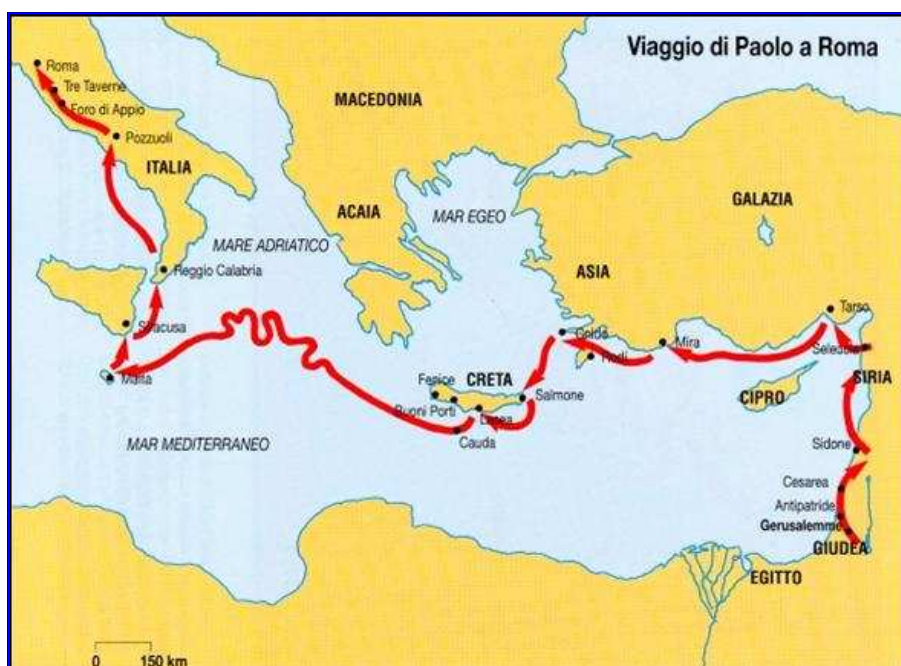 Viaggio di Paolo a Roma
Roma
Tre Taverne
Foro di Appio
Pozzuoli
ITALIA
MACEDONIA
ACAIA
MAR EGEO
GALAZIA
MARE ADRIATICO
ASIA
Reggio Calabria
Siracusa
Malta
Tarso
Seleucia
SIRIA
Mira
Rodi
CRETA
Fenice
Buoni Porti
Lasea
Salmone
Cauda
CIPRO
MAR MEDITERRANEO
Sidone
Cesarea
Antipatride
Gerusalemme
GIUDEA
EGITTO
0 150 km